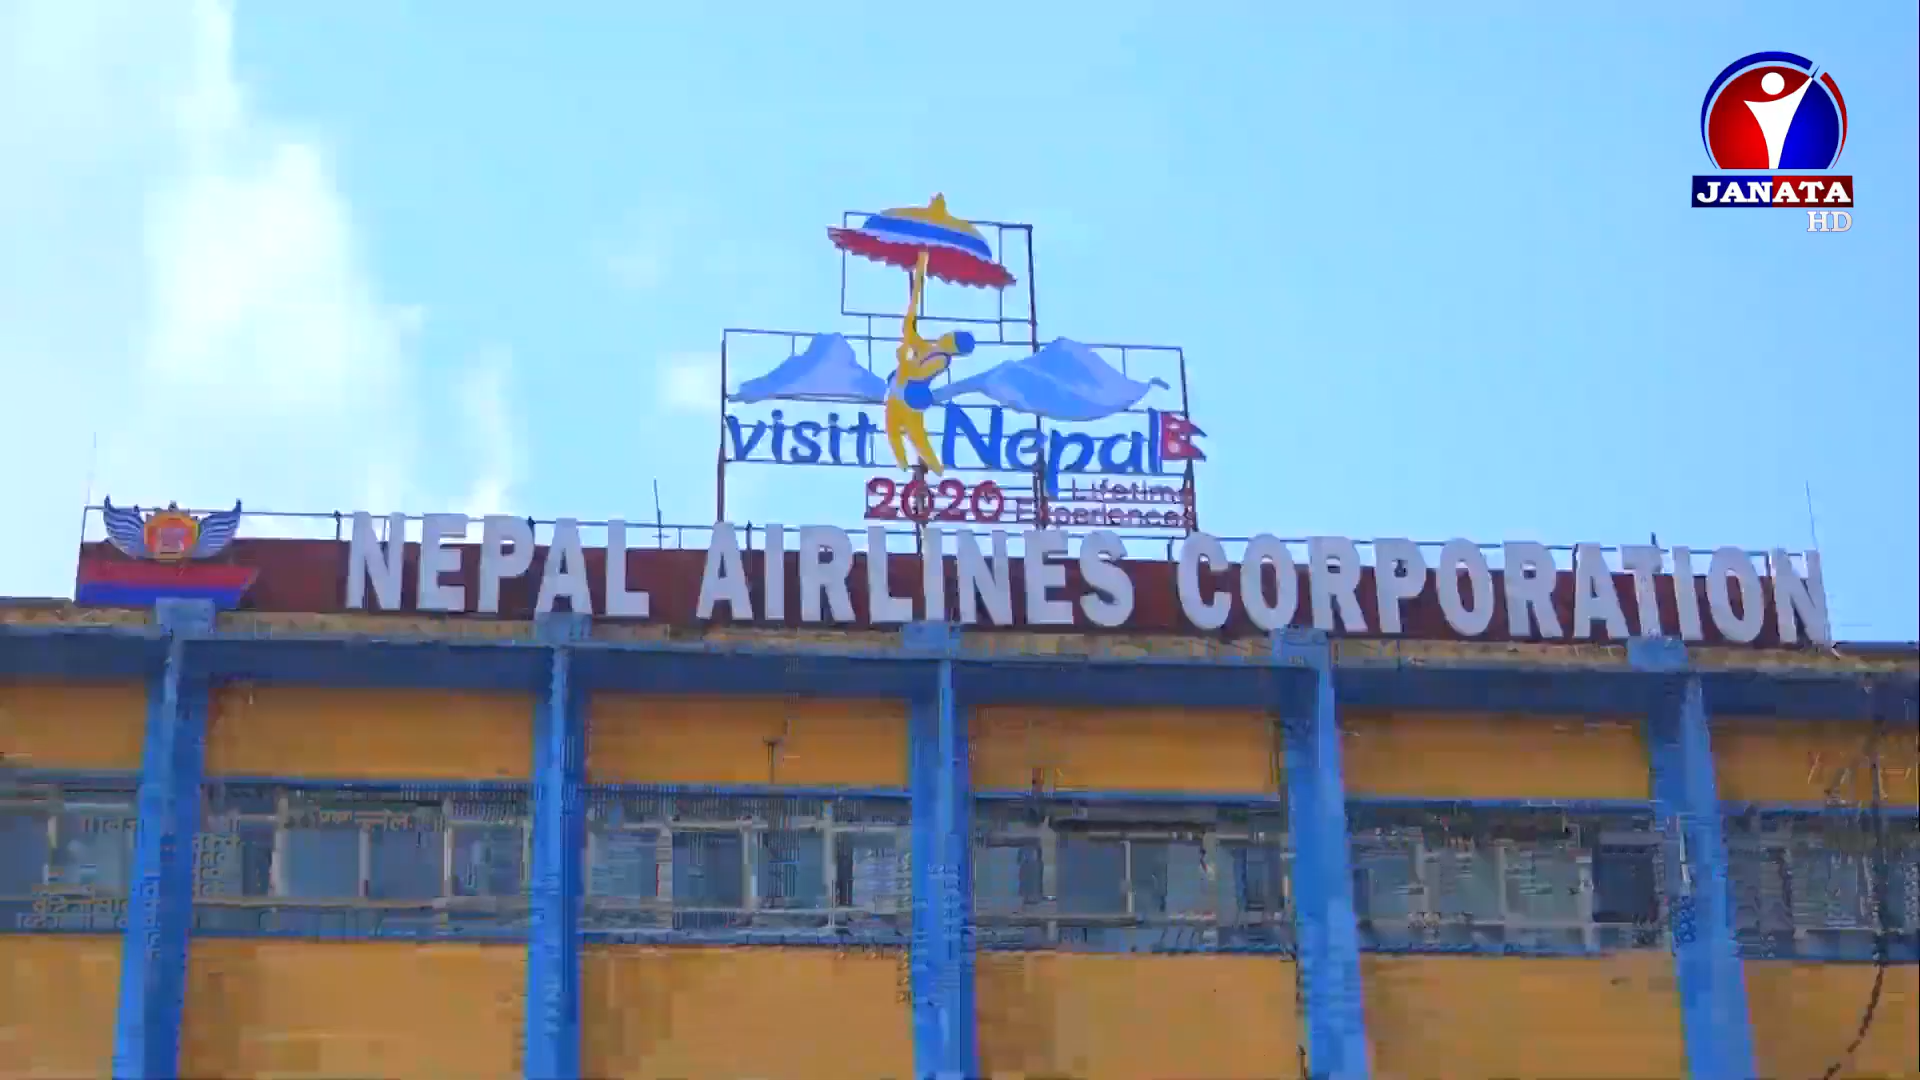 JANATA
HD
visit Nepal
2020 Lifetime
Experiences
NEPAL AIRLINES CORPORATION